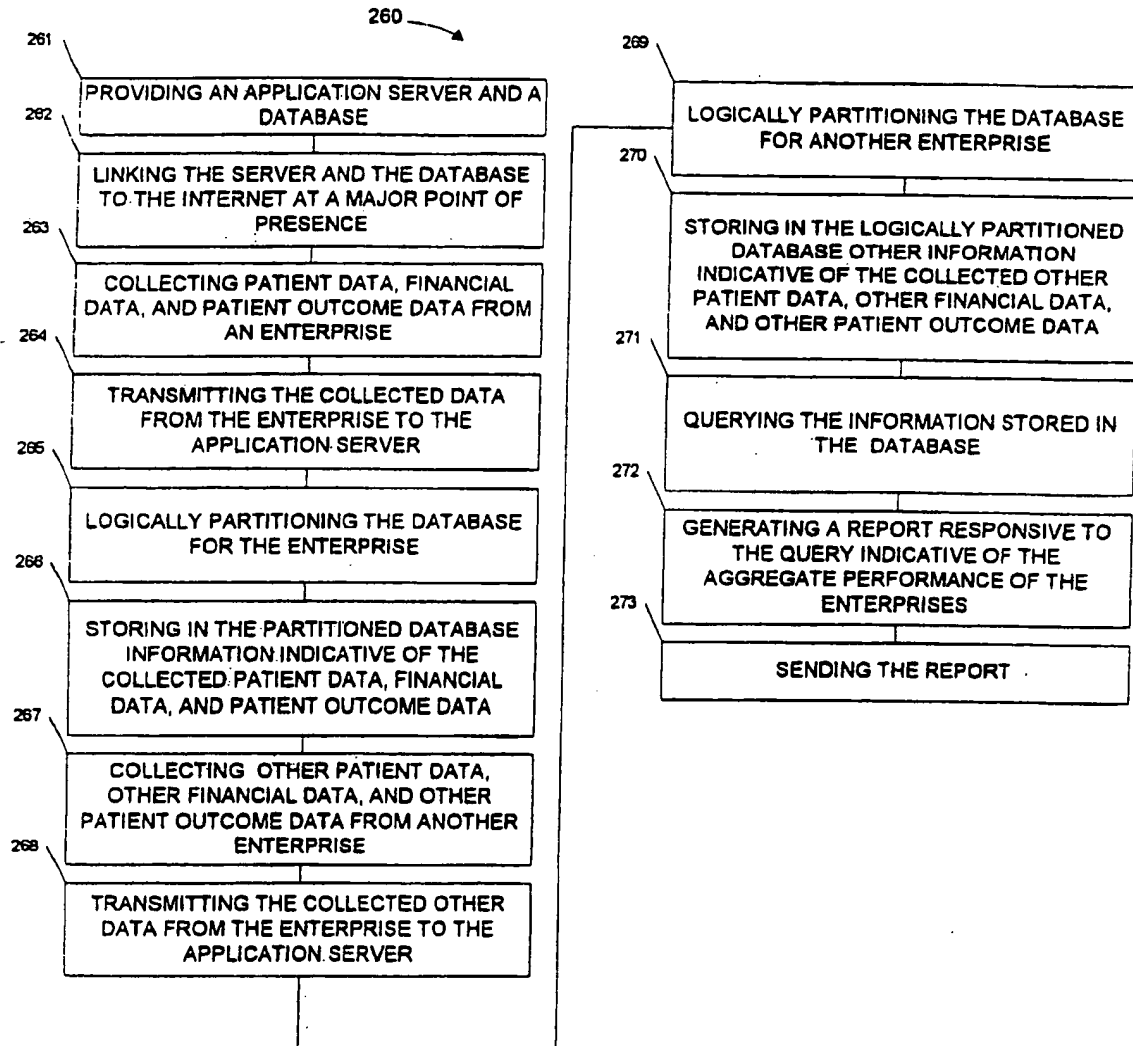 260
261
PROVIDING AN APPLICATION SERVER AND A
DATABASE
262
LINKING THE SERVER AND THE DATABASE
TO THE INTERNET AT A MAJOR POINT OF
PRESENCE
263
COLLECTING PATIENT DATA, FINANCIAL
DATA, AND PATIENT OUTCOME DATA FROM
AN ENTERPRISE
264
TRANSMITTING THE COLLECTED DATA
FROM THE ENTERPRISE TO THE
APPLICATION SERVER
265
LOGICALLY PARTITIONING THE DATABASE
FOR THE ENTERPRISE
266
STORING IN THE PARTITIONED DATABASE
INFORMATION INDICATIVE OF THE
COLLECTED PATIENT DATA, FINANCIAL
DATA, AND PATIENT OUTCOME DATA
267
COLLECTING OTHER PATIENT DATA,
OTHER FINANCIAL DATA, AND OTHER
PATIENT OUTCOME DATA FROM ANOTHER
ENTERPRISE
268
TRANSMITTING THE COLLECTED OTHER
DATA FROM THE ENTERPRISE TO THE
APPLICATION SERVER
269
LOGICALLY PARTITIONING THE DATABASE
FOR ANOTHER ENTERPRISE
270
STORING IN THE LOGICALLY PARTITIONED
DATABASE OTHER INFORMATION
INDICATIVE OF THE COLLECTED OTHER
PATIENT DATA, OTHER FINANCIAL DATA,
AND OTHER PATIENT OUTCOME DATA
271
QUERYING THE INFORMATION STORED IN
THE DATABASE
272
GENERATING A REPORT RESPONSIVE TO
THE QUERY INDICATIVE OF THE
AGGREGATE PERFORMANCE OF THE
ENTERPRISES
273
SENDING THE REPORT